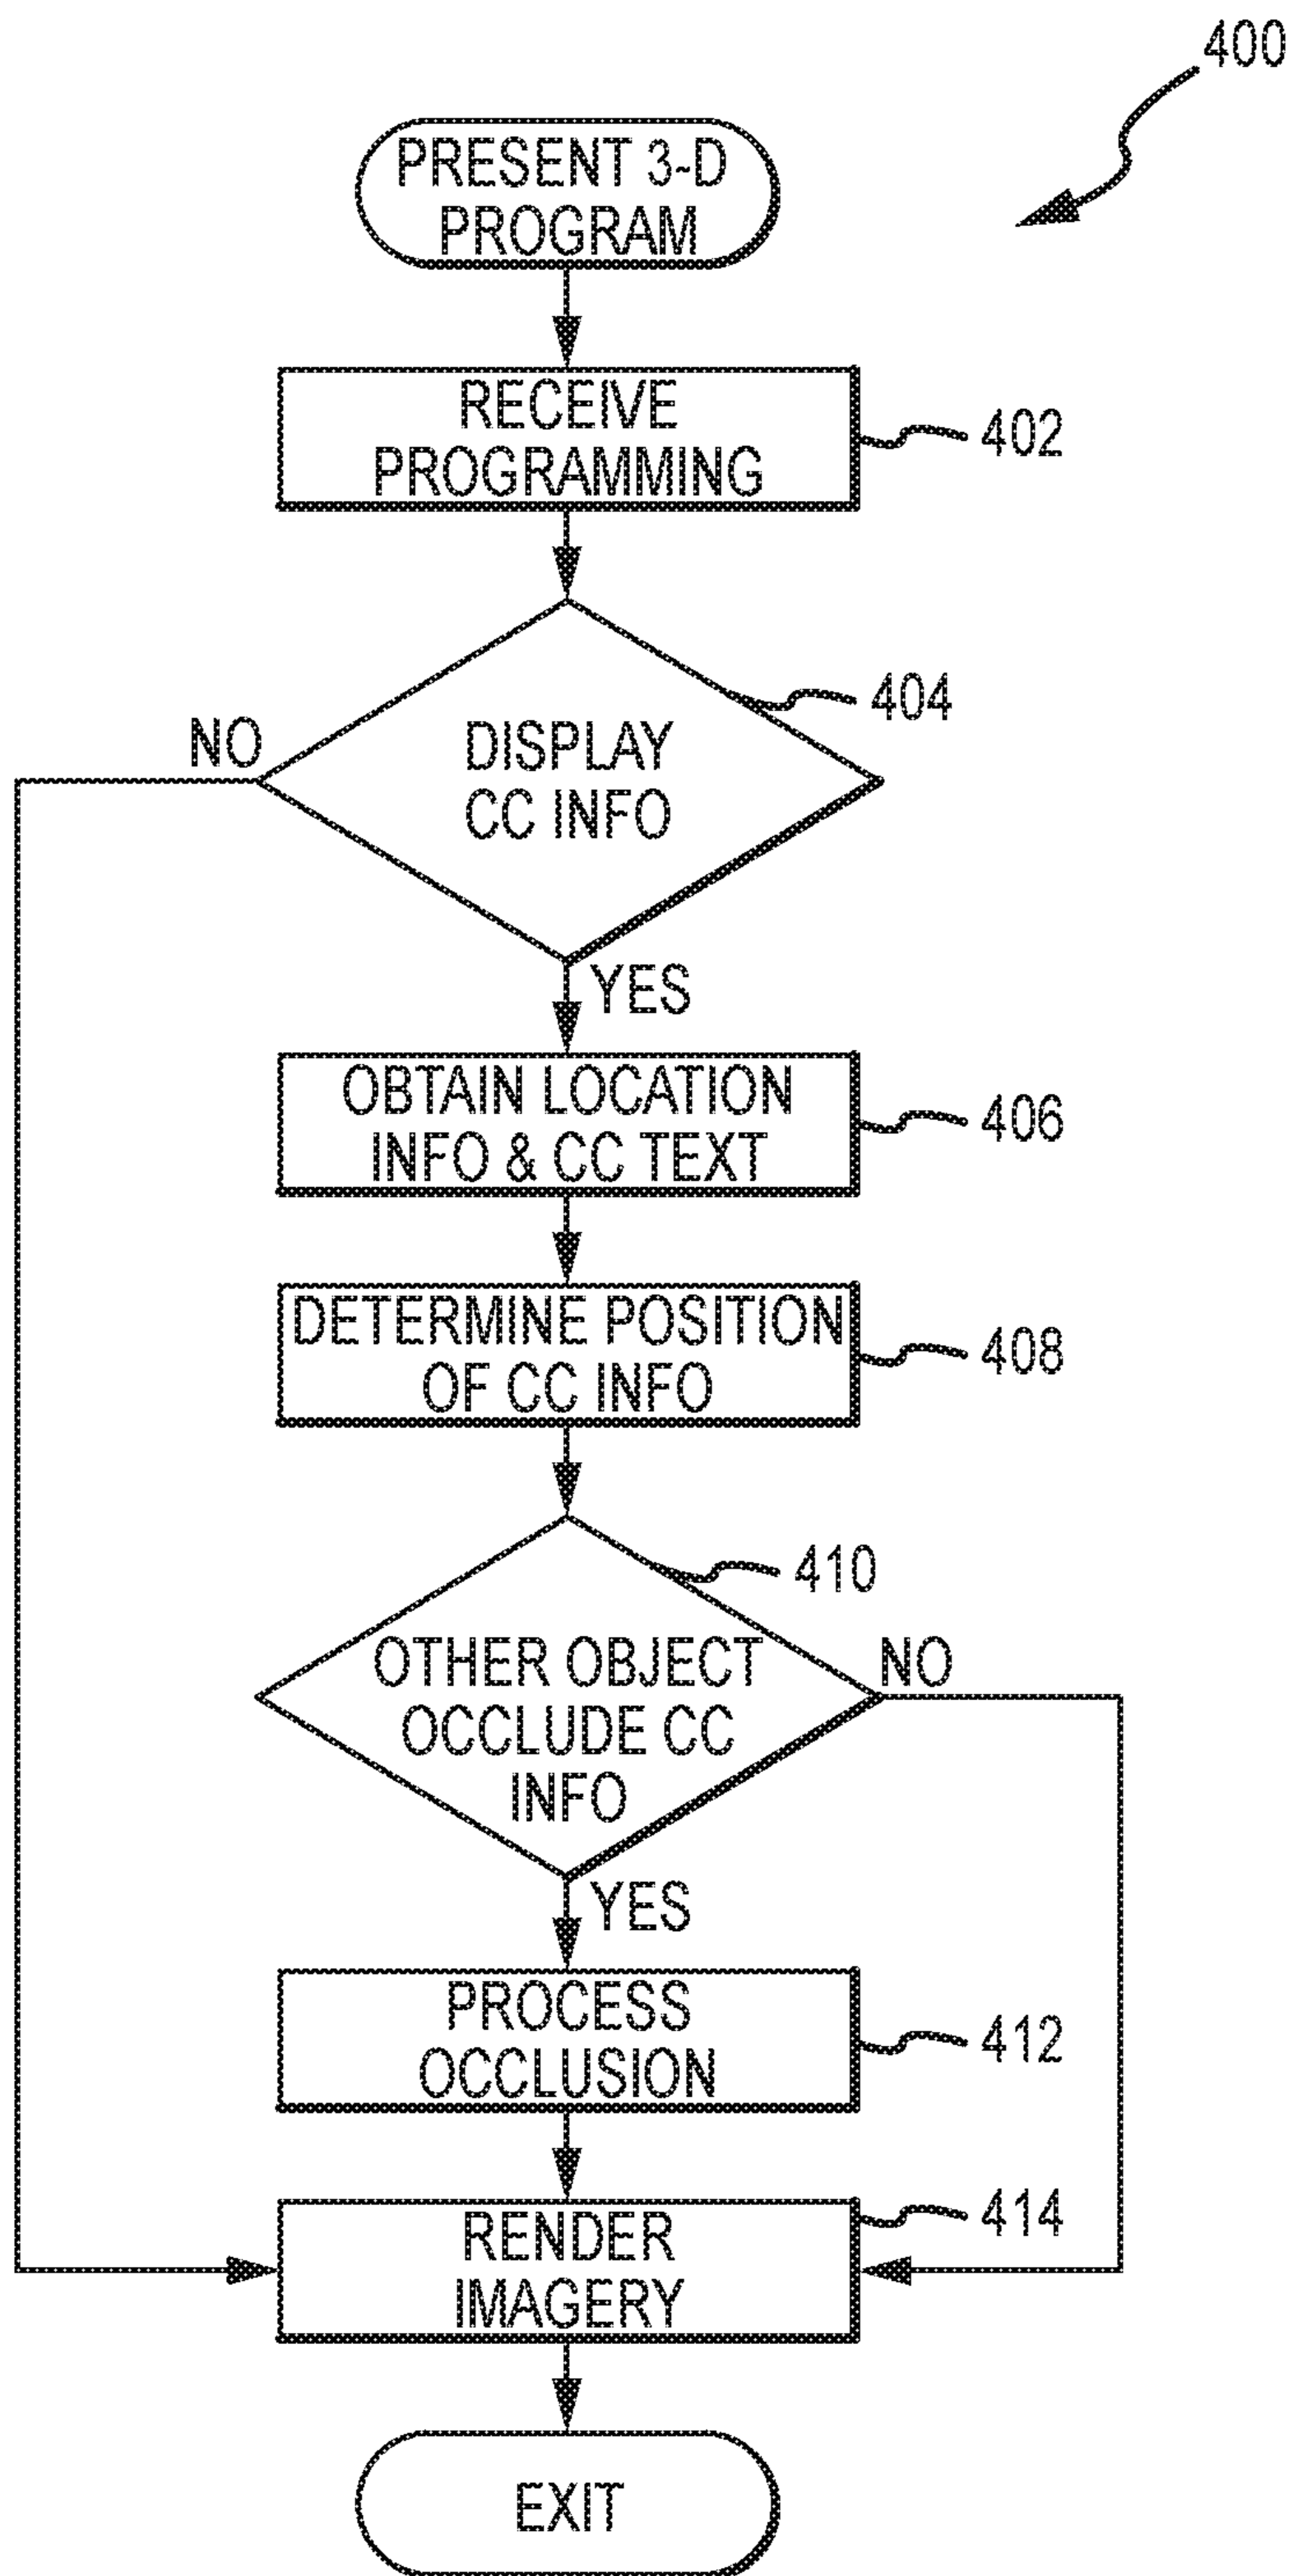 400
PRESENT 3-D
PROGRAM
RECEIVE
PROGRAMMING
402
404
NO
DISPLAY
CC INFO
YES
OBTAIN LOCATION
INFO & CC TEXT
406
DETERMINE POSITION
OF CC INFO
408
410
OTHER OBJECT
OCCLUDE CC
INFO
NO
YES
PROCESS
OCCLUSION
412
RENDER
IMAGERY
414
EXIT